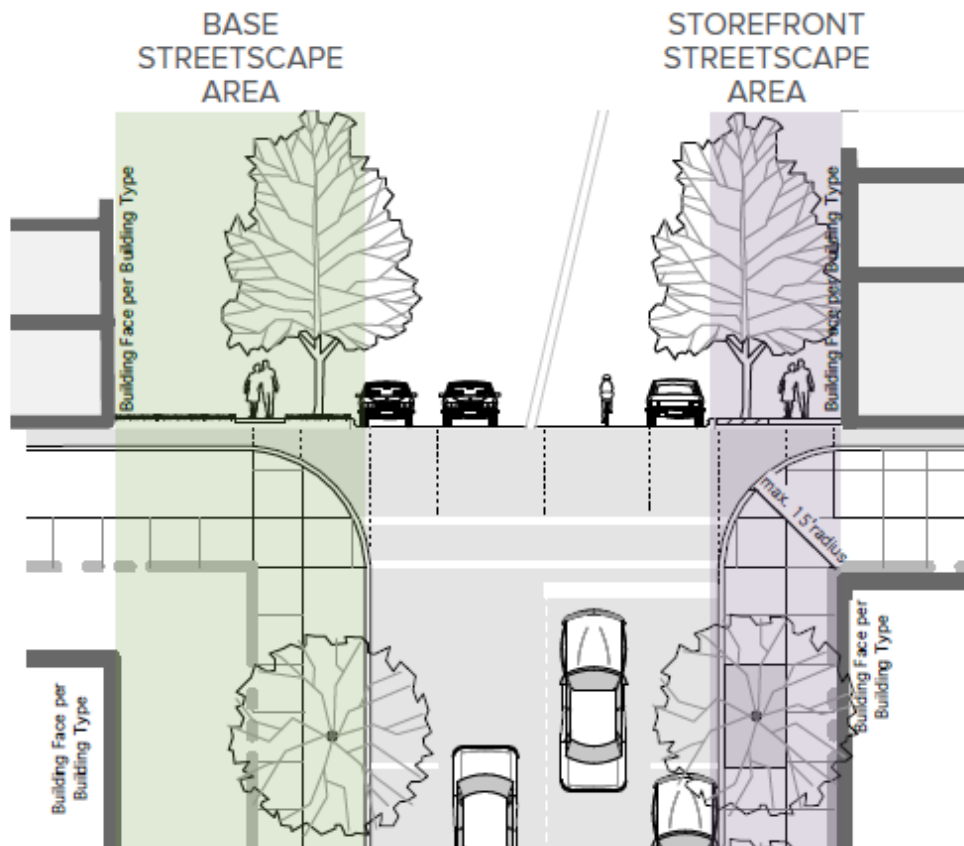 BASE
STREETSCAPE
AREA
STOREFRONT
STREETSCAPE
AREA
Building Face per Building Type
Building Face per Building Type
max. 15'radius
Building Face per
Building Type
Building Face per
Building Type